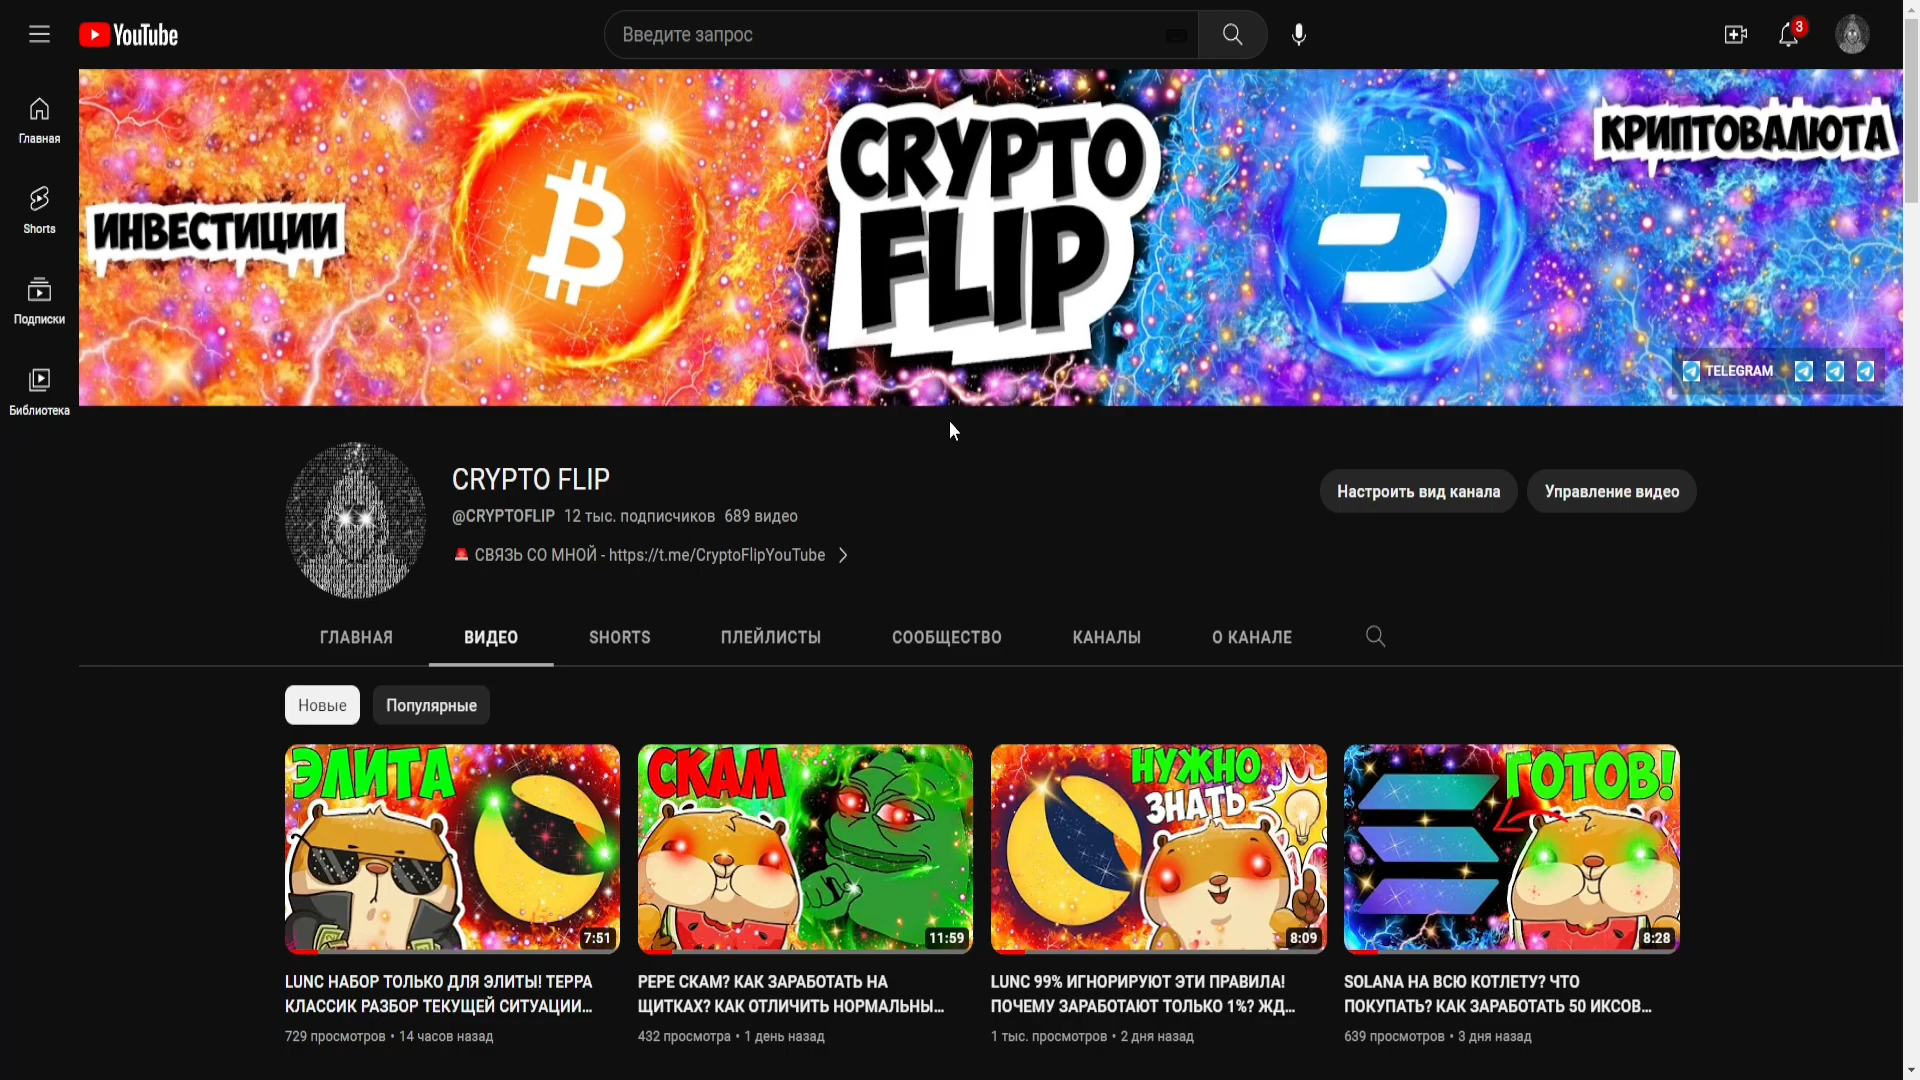 YouTube
Введите запрос
3
Главная
Shorts
Подписки
Библиотека
ИНВЕСТИЦИИ
CRYPTO
FLIP
КРИПТОВАЛЮТА
TELEGRAM
CRYPTO FLIP
@CRYPTOFLIP 12 тыс. подписчиков 689 видео
СВЯЗЬ СО МНОЙ - https://t.me/CryptoFlipYouTube
Настроить вид канала
Управление видео
ГЛАВНАЯ
ВИДЕО
SHORTS
ПЛЕЙЛИСТЫ
СООБЩЕСТВО
КАНАЛЫ
О КАНАЛЕ
Новые
Популярные
ЭЛИТА
7:51
LUNC НАБОР ТОЛЬКО ДЛЯ ЭЛИТЫ! ТЕРРА
КЛАССИК РАЗБОР ТЕКУЩЕЙ СИТУАЦИИ...
729 просмотров • 14 часов назад
СКАМ
11:59
PEPE СКАМ? КАК ЗАРАБОТАТЬ НА
ЩИТКАХ? КАК ОТЛИЧИТЬ НОРМАЛЬНЫ...
432 просмотра • 1 день назад
НУЖНО
ЗНАТЬ
8:09
LUNC 99% ИГНОРИРУЮТ ЭТИ ПРАВИЛА!
ПОЧЕМУ ЗАРАБОТАЮТ ТОЛЬКО 1%? ЖД...
1 тыс. просмотров • 2 дня назад
ГОТОВ!
8:28
SOLANA НА ВСЮ КОТЛЕТУ? ЧТО
ПОКУПАТЬ? КАК ЗАРАБОТАТЬ 50 ИКСОВ...
639 просмотров • 3 дня назад